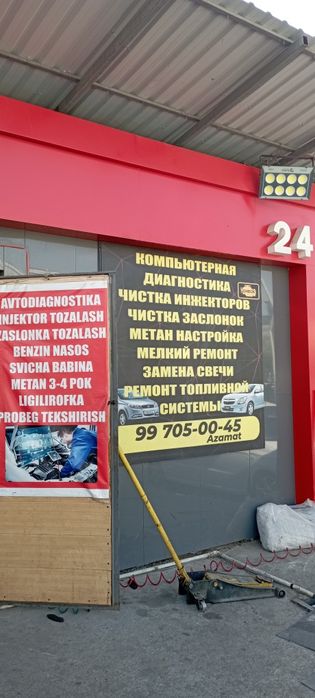 24
AVTODIAGNOSTIKA
INJEKTOR TOZALASH
ZASLONKA TOZALASH
BENZIN NASOS
SVICHA BABINA
METAN 3-4 POK
LIGILIROFKA
PROBEG TEKSHIRISH
КОМПЬЮТЕРНАЯ
ДИАГНОСТИКА
ЧИСТКА ИНЖЕКТОРОВ
ЧИСТКА ЗАСЛОНОК
МЕТАН НАСТРОЙКА
МЕЛКИЙ РЕМОНТ
ЗАМЕНА СВЕЧИ
РЕМОНТ ТОПЛИВНОЙ
СИСТЕМЫ
99 705-00-45
Azamat